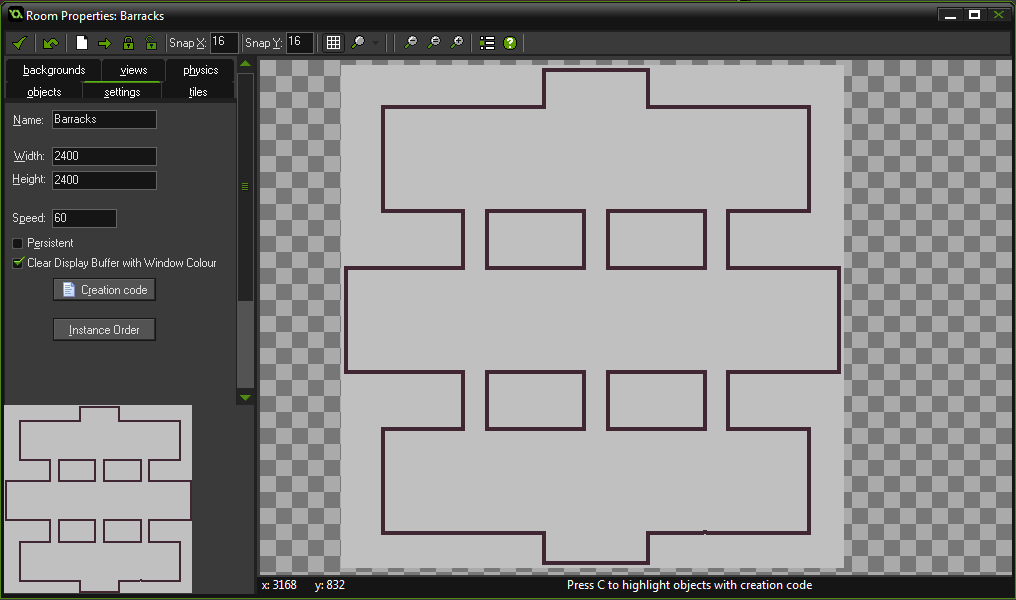 Room Properties: Barracks
Snap X: 16 Snap Y: 16
backgrounds views physics
objects settings tiles
Name: Barracks
Width: 2400
Height: 2400
Speed: 60
Persistent
Clear Display Buffer with Window Colour
Creation code
Instance Order
x: 3168 y: 832 Press C to highlight objects with creation code